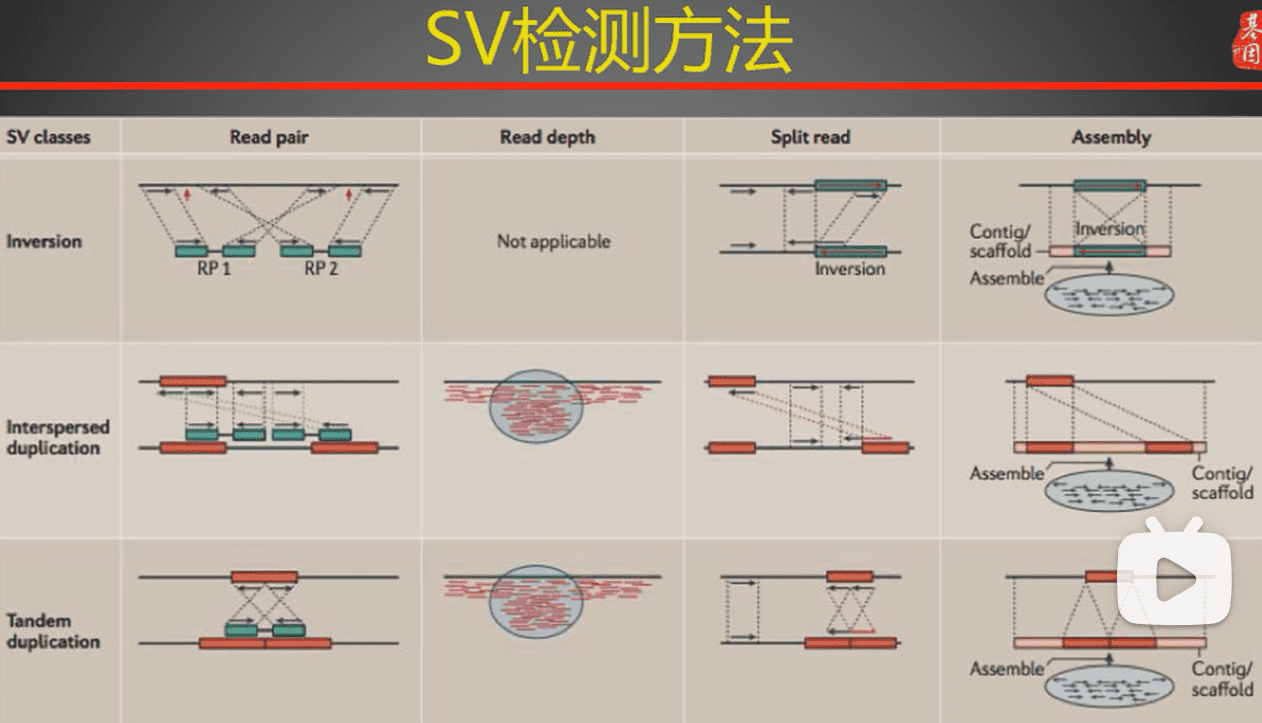 SV检测方法
基因
SV classes
Read pair
Read depth
Split read
Assembly
Inversion
RP 1
RP 2
Not applicable
Inversion
Contig/
scaffold
Inversion
Assemble
Interspersed
duplication
Assemble
Contig/
scaffold
Tandem
duplication
Assemble
Contig/
scaffold